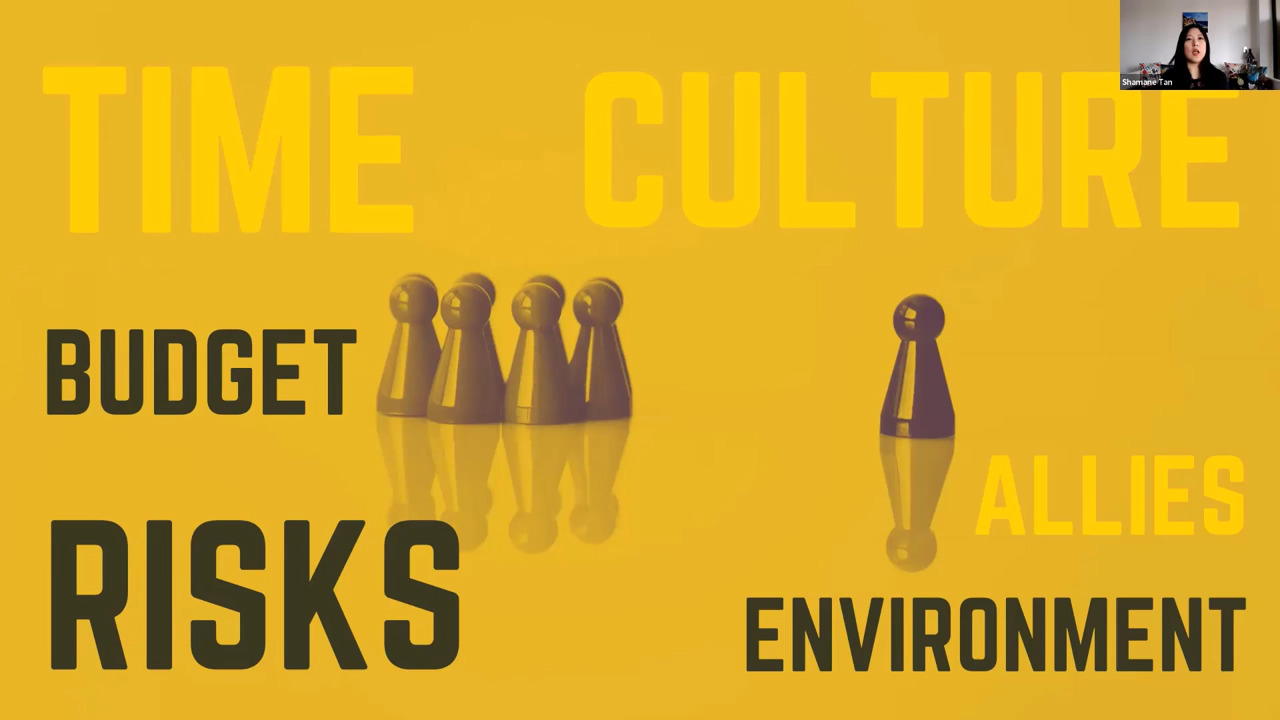 TIME CULTURE
Shamane Tan
BUDGET
ALLIES
RISKS
ENVIRONMENT